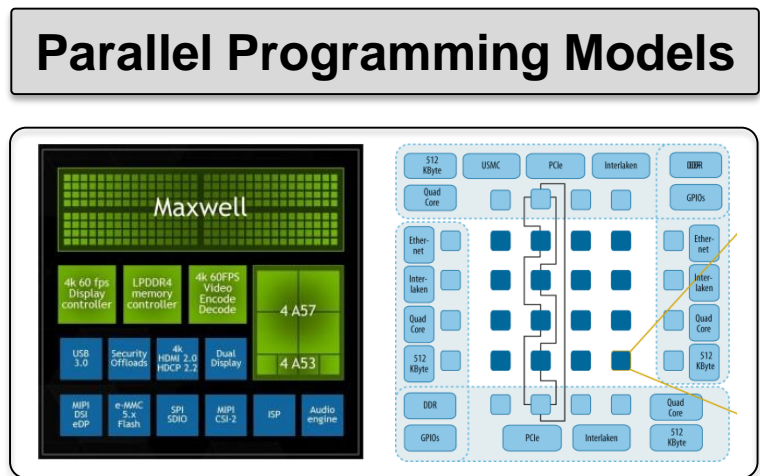 Parallel Programming Models
Maxwell
4k 60 fps
Display
controller
LPDDR4
memory
controller
4k 60FPS
Video
Encode
Decode
4 A57
4 A53
USB
3.0
Security
Offloads
4k
HDMI 2.0
HDCP 2.2
Dual
Display
MIPI
DSI
eDP
e-MMC
5.x
Flash
SPI
SDIO
MIPI
CSI-2
ISP
Audio
engine
512
KByte
USMC
PCIe
Interlaken
Quad
Core
GPIOs
Ether-
net
Inter-
laken
Quad
Core
512
KByte
Ether-
net
Inter-
laken
Quad
Core
512
KByte
DDR
GPIOs
PCIe
Interlaken
Quad
Core
512
KByte